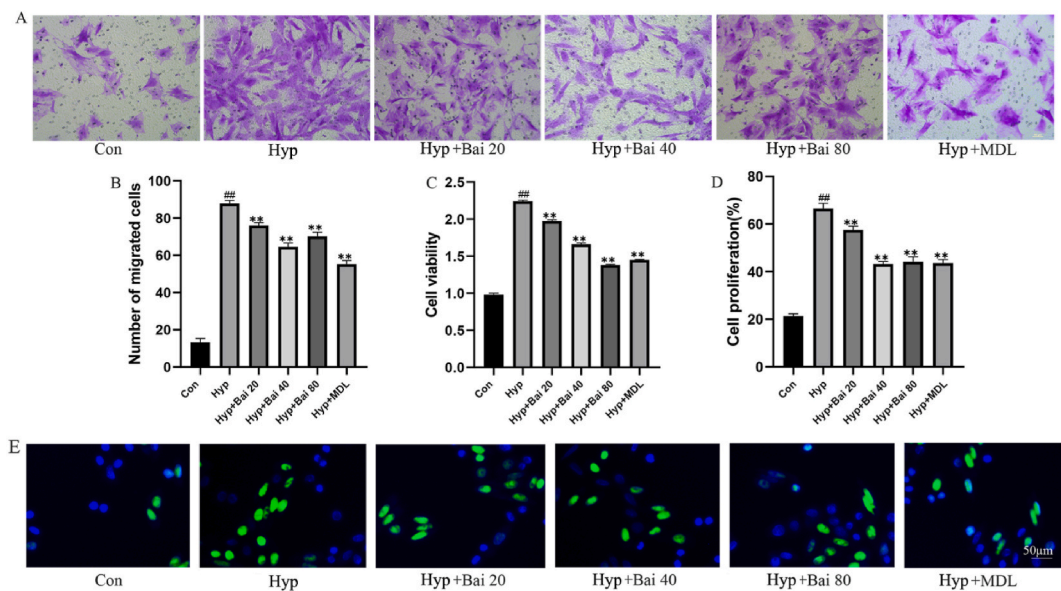 A
Con
Hyp
Hyp+Bai 20
Hyp+Bai 40
Hyp+Bai 80
Hyp+MDL
B
Number of migrated cells
100
80
60
40
20
0
##
**
**
**
**
Con
Hyp
Hyp+Bai 20
Hyp+Bai 40
Hyp+Bai 80
Hyp+MDL
C
Cell viability
2.5
2.0
1.5
1.0
0.5
0.0
##
**
**
**
**
Con
Hyp
Hyp+Bai 20
Hyp+Bai 40
Hyp+Bai 80
Hyp+MDL
D
Cell proliferation(%)
80
60
40
20
0
##
**
**
**
**
Con
Hyp
Hyp+Bai 20
Hyp+Bai 40
Hyp+Bai 80
Hyp+MDL
E
50μm
Con
Hyp
Hyp+Bai 20
Hyp+Bai 40
Hyp+Bai 80
Hyp+MDL